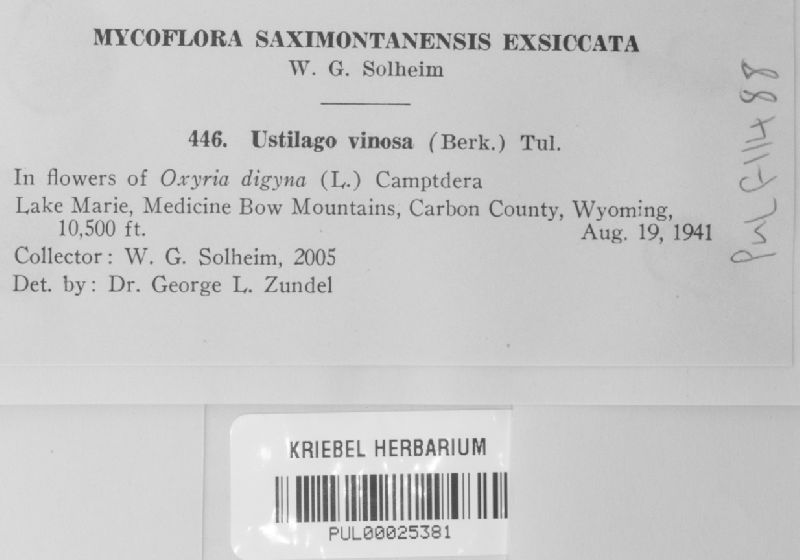 MYCOFLORA SAXIMONTANENSIS EXSICCATA
W. G. Solheim
446. Ustilago vinosa (Berk.) Tul.
In flowers of Oxyria digyna (L.) Camptdera
Lake Marie, Medicine Bow Mountains, Carbon County, Wyoming,
10,500 ft. Aug. 19, 1941
Collector: W. G. Solheim, 2005
Det. by: Dr. George L. Zundel
PUL F-11488
KRIEBEL HERBARIUM
PUL00025381